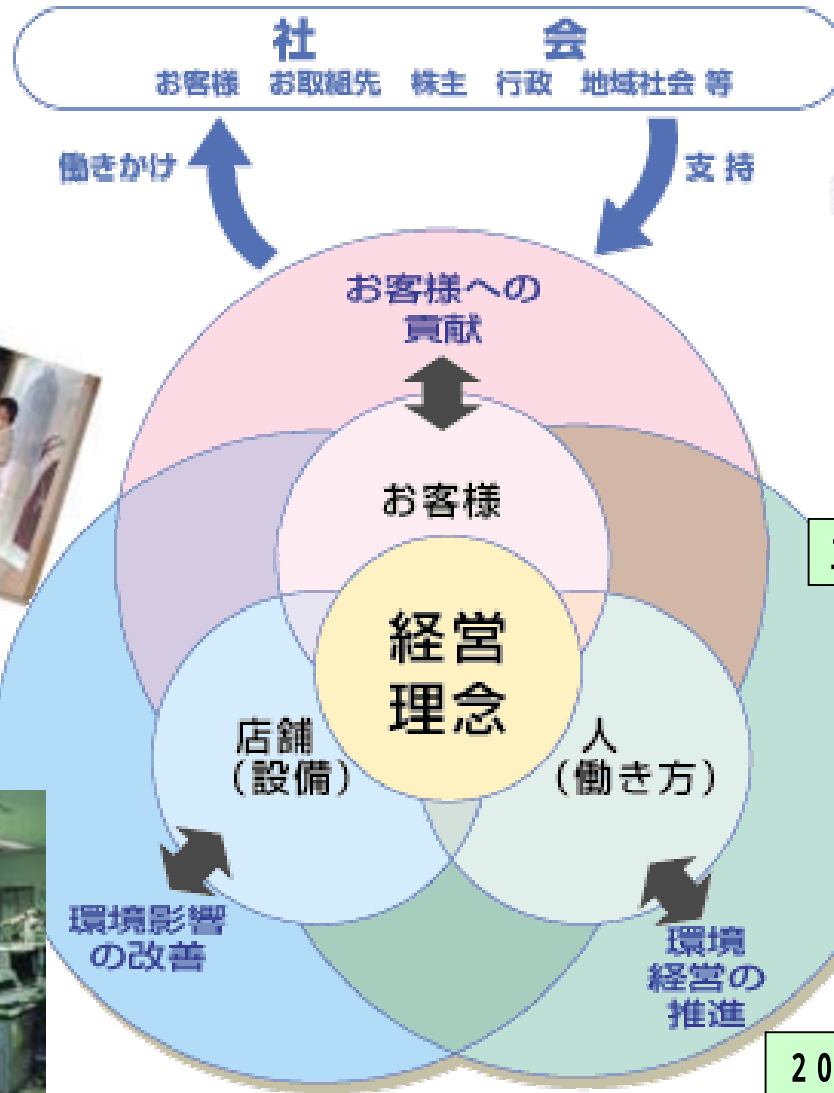 社　会
お客様　お取組先　株主　行政　地域社会 等
働きかけ
支持
お客様への
貢献
お客様
経営
理念
店舗
（設備）
人
（働き方）
環境影響
の改善
環境
経営の
推進
20